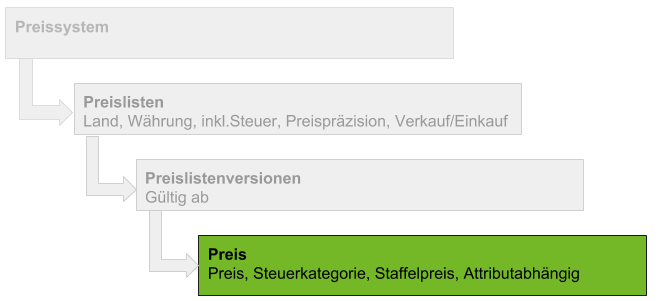 Preissystem
Preislisten
Land, Währung, inkl.Steuer, Preispräzision, Verkauf/Einkauf
Preislistenversionen
Gültig ab
Preis
Preis, Steuerkategorie, Staffelpreis, Attributabhängig